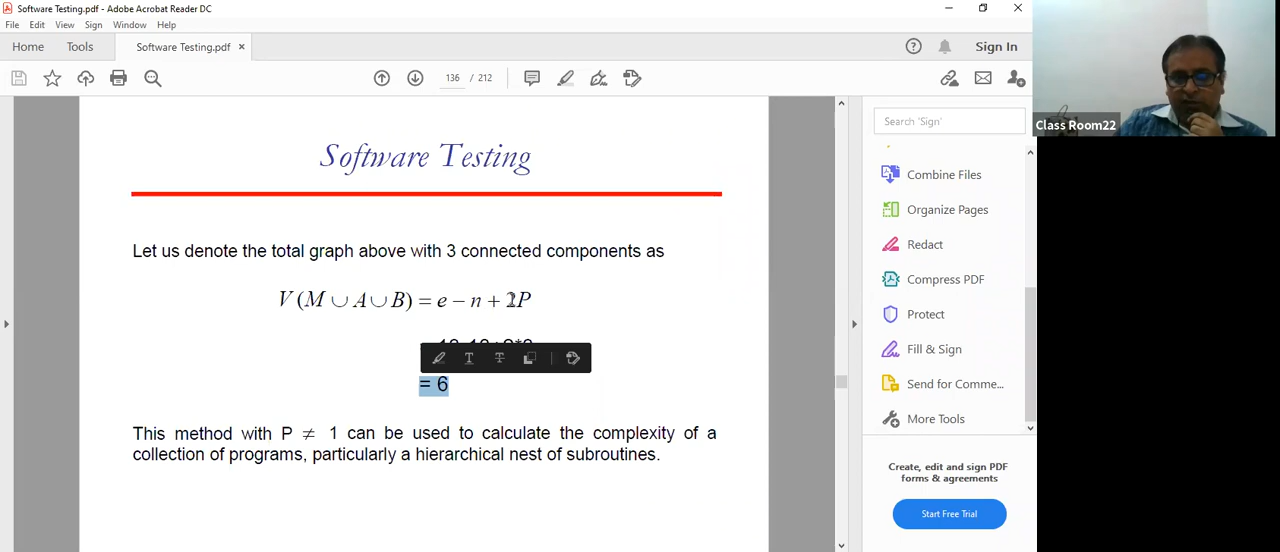 Software Testing.pdf - Adobe Acrobat Reader DC
File Edit View Sign Window Help
Home Tools Software Testing.pdf × Sign In
136 / 212
Software Testing
Let us denote the total graph above with 3 connected components as
V (M ∪ A ∪ B) = e − n + 2P
= 6
This method with P ≠ 1 can be used to calculate the complexity of a
collection of programs, particularly a hierarchical nest of subroutines.
Search 'Sign'
Combine Files
Organize Pages
Redact
Compress PDF
Protect
Fill & Sign
Send for Comme...
More Tools
Create, edit and sign PDF
forms & agreements
Start Free Trial
Class Room22